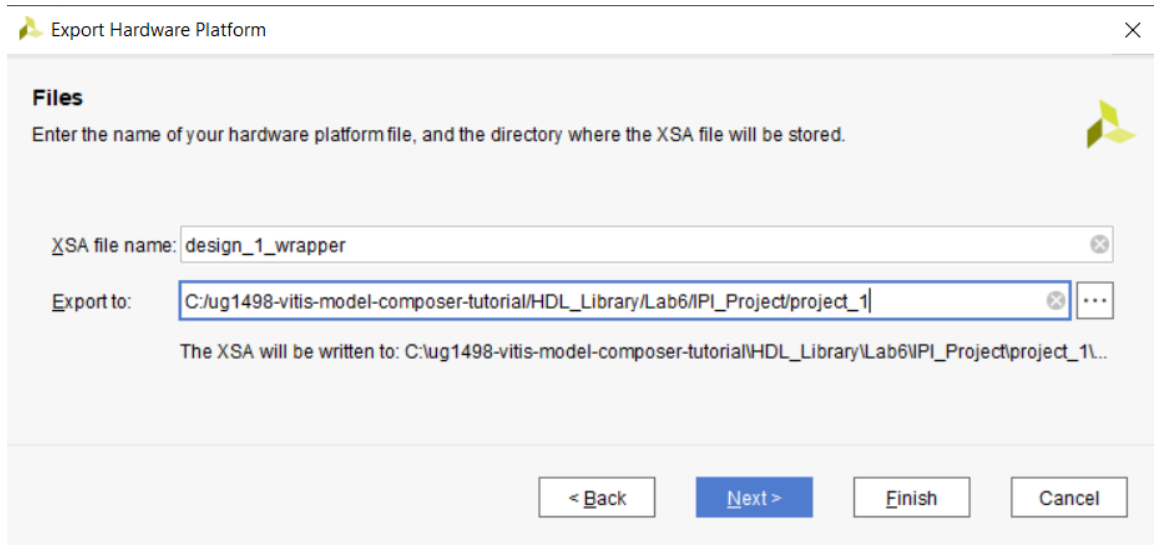 Export Hardware Platform
Files
Enter the name of your hardware platform file, and the directory where the XSA file will be stored.
XSA file name: design_1_wrapper
Export to: C:/ug1498-vitis-model-composer-tutorial/HDL_Library/Lab6/IPI_Project/project_1
The XSA will be written to: C:\ug1498-vitis-model-composer-tutorial\HDL_Library\Lab6\IPI_Project\project_1\...
< Back Next > Finish Cancel